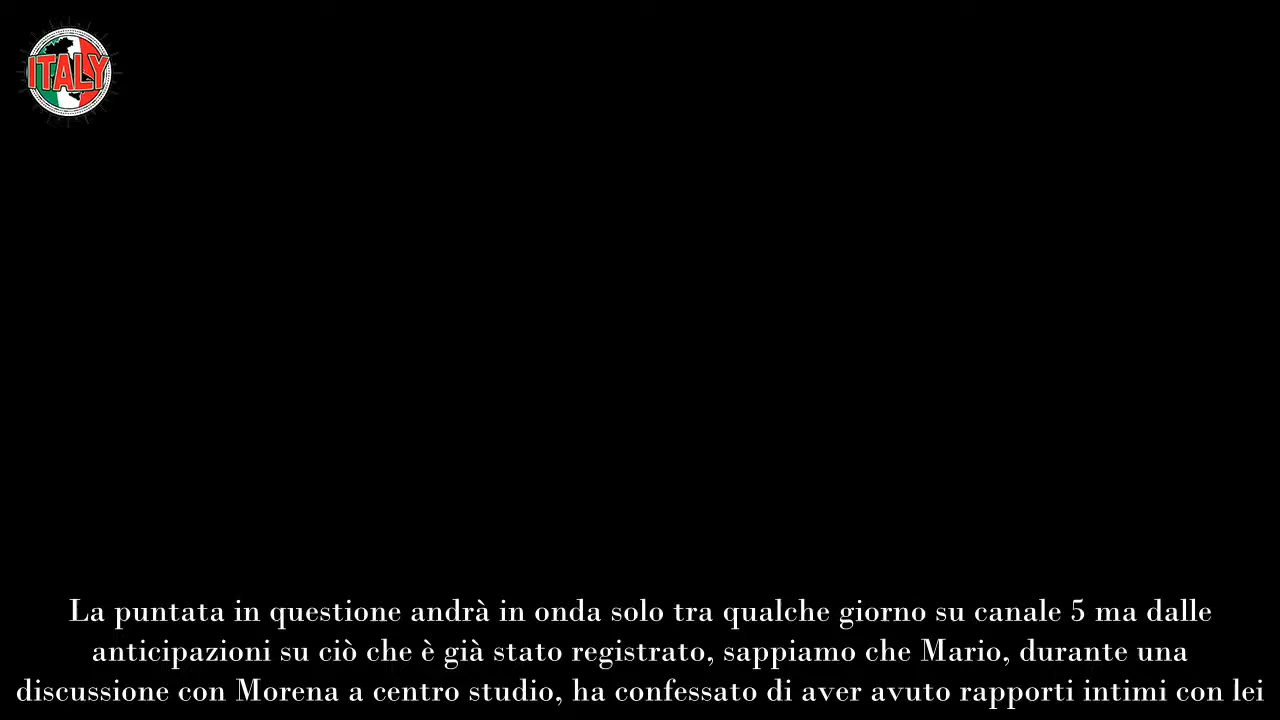 ITALY
La puntata in questione andrà in onda solo tra qualche giorno su canale 5 ma dalle
anticipazioni su ciò che è già stato registrato, sappiamo che Mario, durante una
discussione con Morena a centro studio, ha confessato di aver avuto rapporti intimi con lei